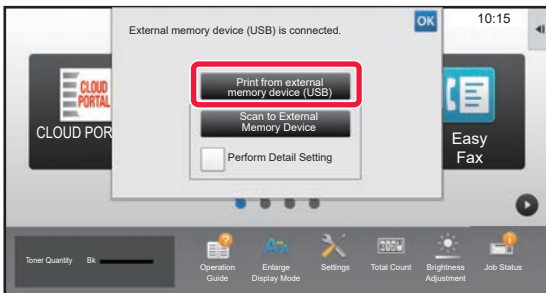 10:15
External memory device (USB) is connected.
OK
Print from external
memory device (USB)
Scan to External
Memory Device
Perform Detail Setting
CLOUD
PORTAL
CLOUD POR
Easy
Fax
Toner Quantity Bk
Operation
Guide
Enlarge
Display Mode
Settings
Total Count
Brightness
Adjustment
Job Status